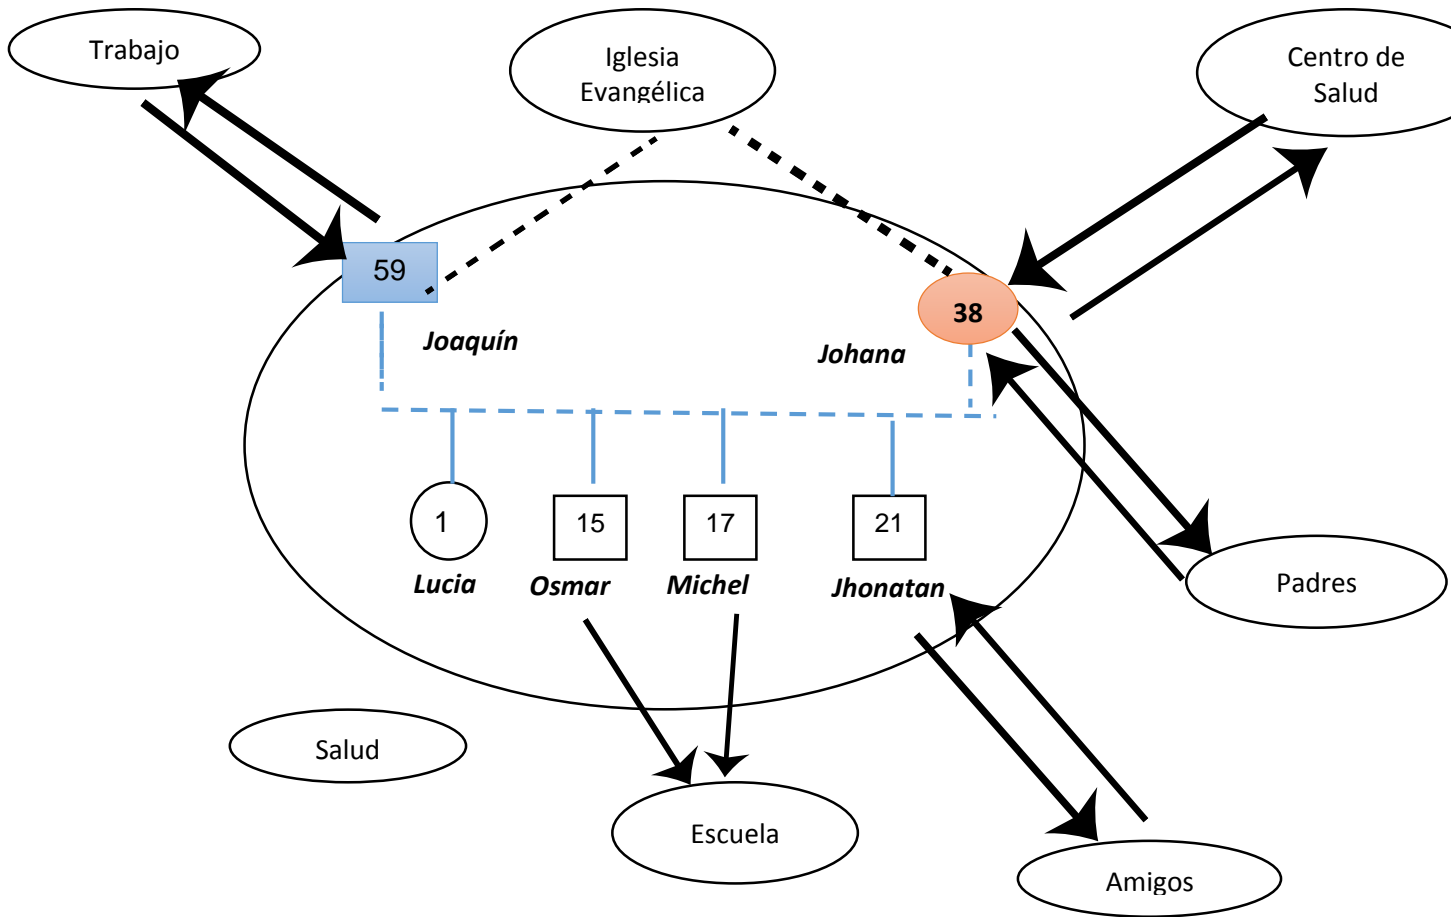 Trabajo
Iglesia
Evangélica
Centro de
Salud
59
38
Joaquín
Johana
1
15
17
21
Lucia
Osmar
Michel
Jhonatan
Padres
Salud
Escuela
Amigos